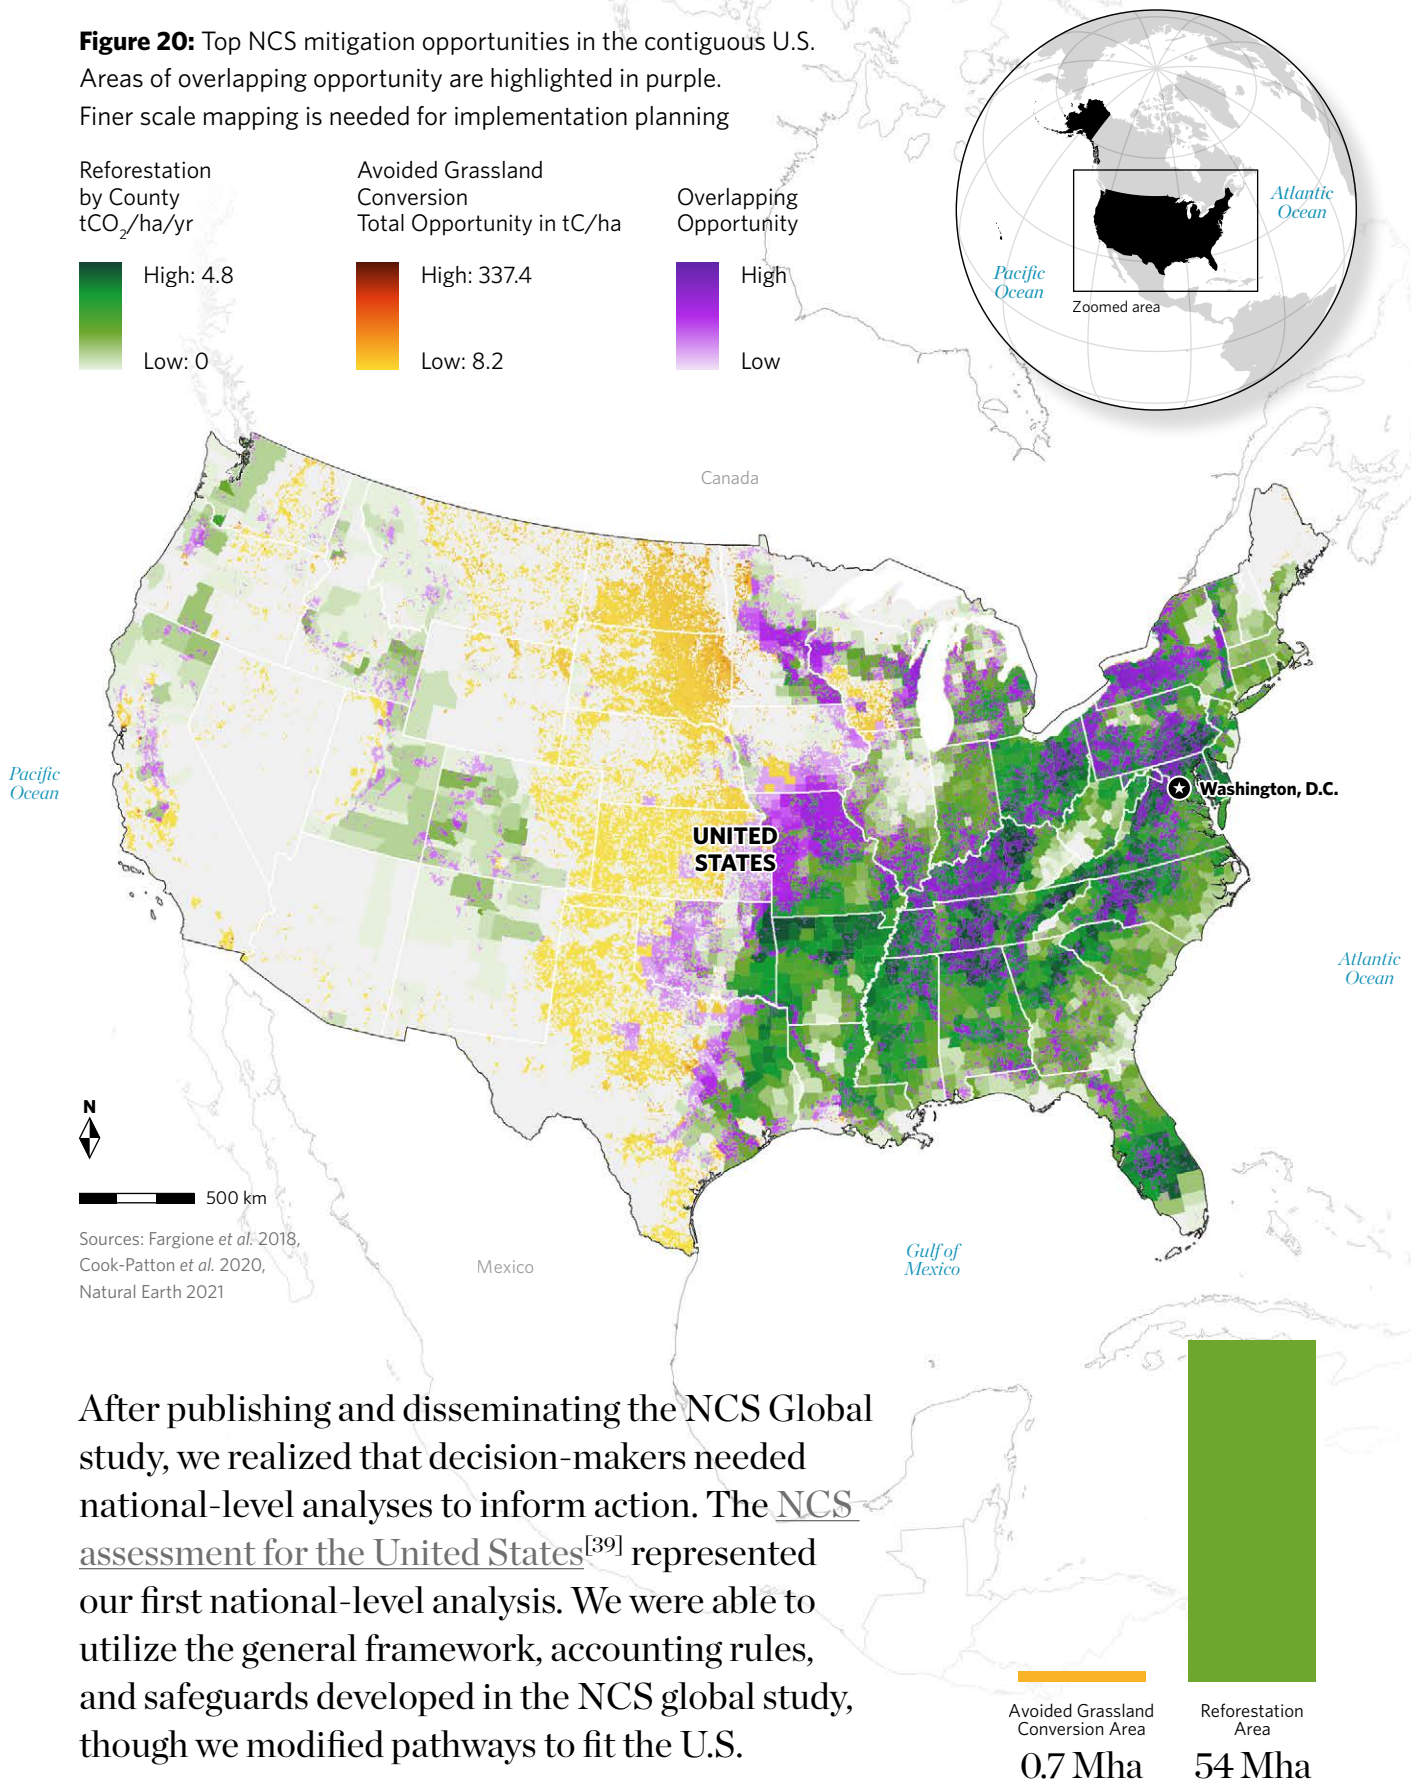 Figure 20: Top NCS mitigation opportunities in the contiguous U.S.
Areas of overlapping opportunity are highlighted in purple.
Finer scale mapping is needed for implementation planning
Reforestation
by County
tCO₂/ha/yr
High: 4.8
Low: 0
Avoided Grassland
Conversion
Total Opportunity in tC/ha
High: 337.4
Low: 8.2
Overlapping
Opportunity
High
Low
Atlantic
Ocean
Pacific
Ocean
Zoomed area
Canada
Pacific
Ocean
Washington, D.C.
UNITED
STATES
Atlantic
Ocean
N
500 km
Sources: Fargione et al. 2018,
Cook-Patton et al. 2020,
Natural Earth 2021
Mexico
Gulf of
Mexico
After publishing and disseminating the NCS Global
study, we realized that decision-makers needed
national-level analyses to inform action. The NCS
assessment for the United States[39] represented
our first national-level analysis. We were able to
utilize the general framework, accounting rules,
and safeguards developed in the NCS global study,
though we modified pathways to fit the U.S.
Avoided Grassland
Conversion Area
0.7 Mha
Reforestation
Area
54 Mha